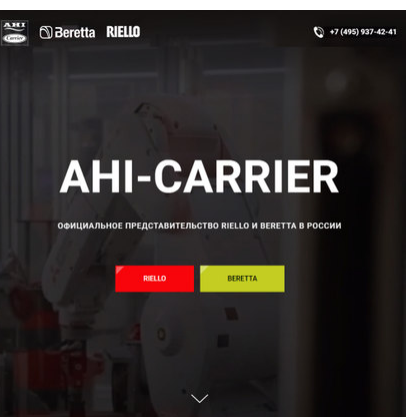 AHI
Carrier
Beretta
RIELLO
+7 (495) 937-42-41
AHI-CARRIER
ОФИЦИАЛЬНОЕ ПРЕДСТАВИТЕЛЬСТВО RIELLO И BERETTA В РОССИИ
RIELLO
BERETTA